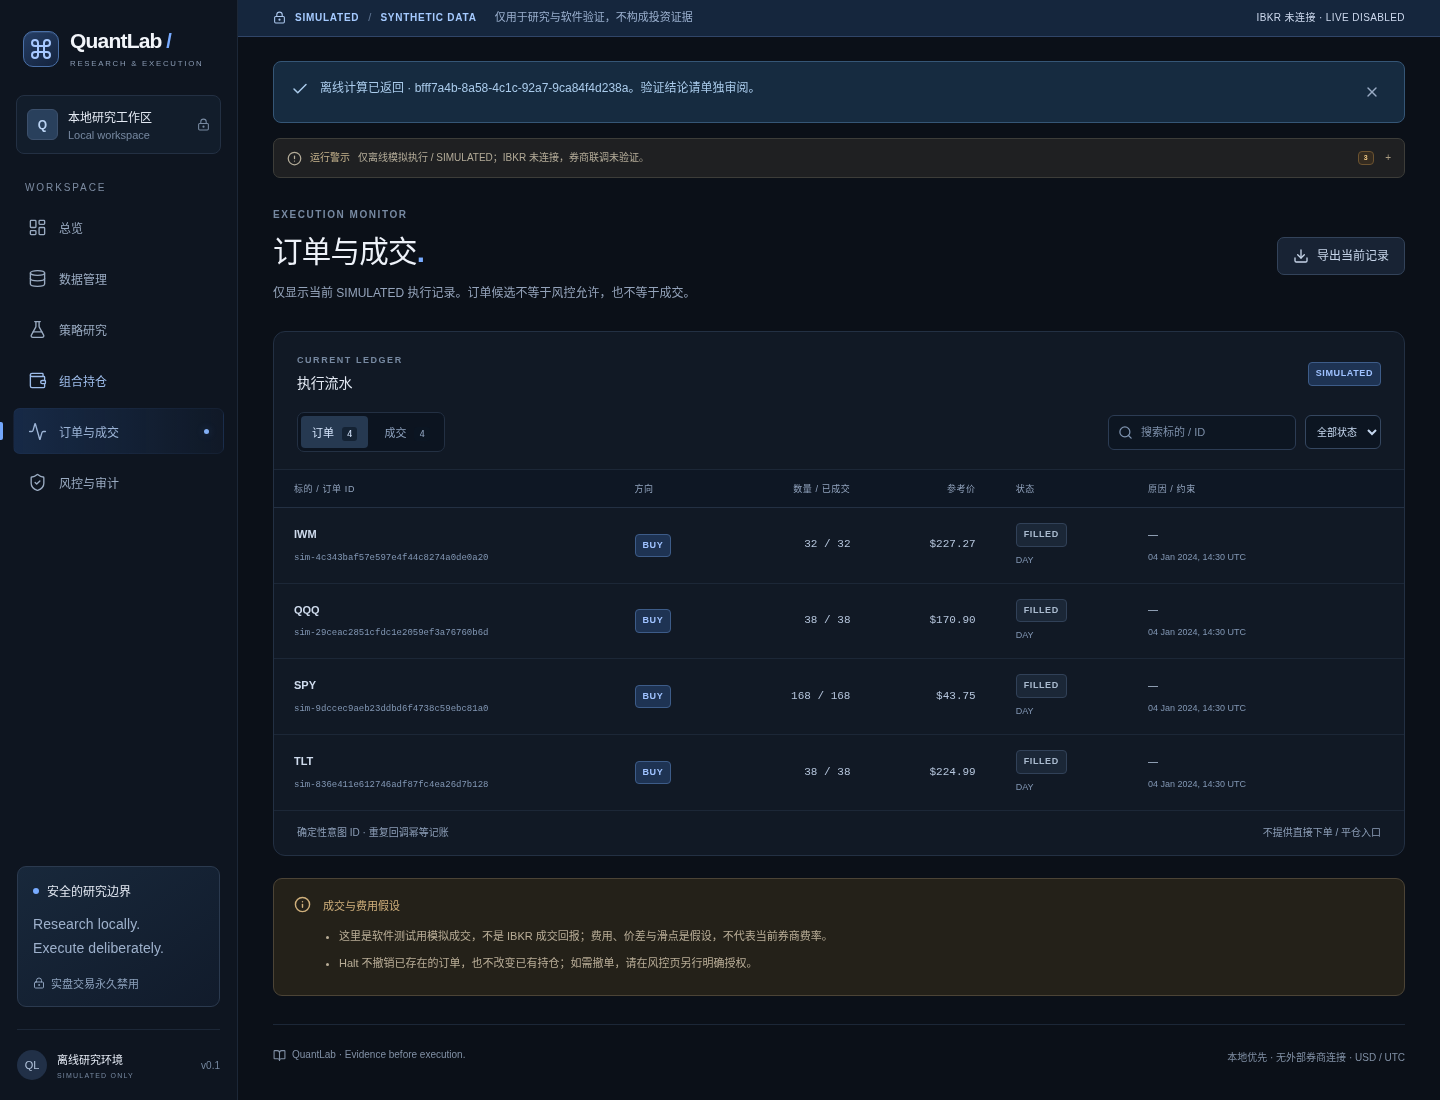 QuantLab /
RESEARCH & EXECUTION
Q
本地研究工作区
Local workspace
WORKSPACE
总览
数据管理
策略研究
组合持仓
订单与成交
风控与审计
安全的研究边界
Research locally.
Execute deliberately.
实盘交易永久禁用
QL
离线研究环境
SIMULATED ONLY
v0.1
SIMULATED / SYNTHETIC DATA 仅用于研究与软件验证，不构成投资证据
IBKR 未连接 · LIVE DISABLED
离线计算已返回 · bfff7a4b-8a58-4c1c-92a7-9ca84f4d238a。验证结论请单独审阅。
运行警示 仅离线模拟执行 / SIMULATED；IBKR 未连接，券商联调未验证。
3 +
EXECUTION MONITOR
订单与成交.
导出当前记录
仅显示当前 SIMULATED 执行记录。订单候选不等于风控允许，也不等于成交。
CURRENT LEDGER
执行流水
SIMULATED
订单 4 成交 4
搜索标的 / ID
全部状态
标的 / 订单 ID 方向 数量 / 已成交 参考价 状态 原因 / 约束
IWM
sim-4c343baf57e597e4f44c8274a0de0a20
BUY
32 / 32
$227.27
FILLED
DAY
—
04 Jan 2024, 14:30 UTC
QQQ
sim-29ceac2851cfdc1e2059ef3a76760b6d
BUY
38 / 38
$170.90
FILLED
DAY
—
04 Jan 2024, 14:30 UTC
SPY
sim-9dccec9aeb23ddbd6f4738c59ebc81a0
BUY
168 / 168
$43.75
FILLED
DAY
—
04 Jan 2024, 14:30 UTC
TLT
sim-836e411e612746adf87fc4ea26d7b128
BUY
38 / 38
$224.99
FILLED
DAY
—
04 Jan 2024, 14:30 UTC
确定性意图 ID · 重复回调幂等记账
不提供直接下单 / 平仓入口
成交与费用假设
• 这里是软件测试用模拟成交，不是 IBKR 成交回报；费用、价差与滑点是假设，不代表当前券商费率。
• Halt 不撤销已存在的订单，也不改变已有持仓；如需撤单，请在风控页另行明确授权。
QuantLab · Evidence before execution.
本地优先 · 无外部券商连接 · USD / UTC